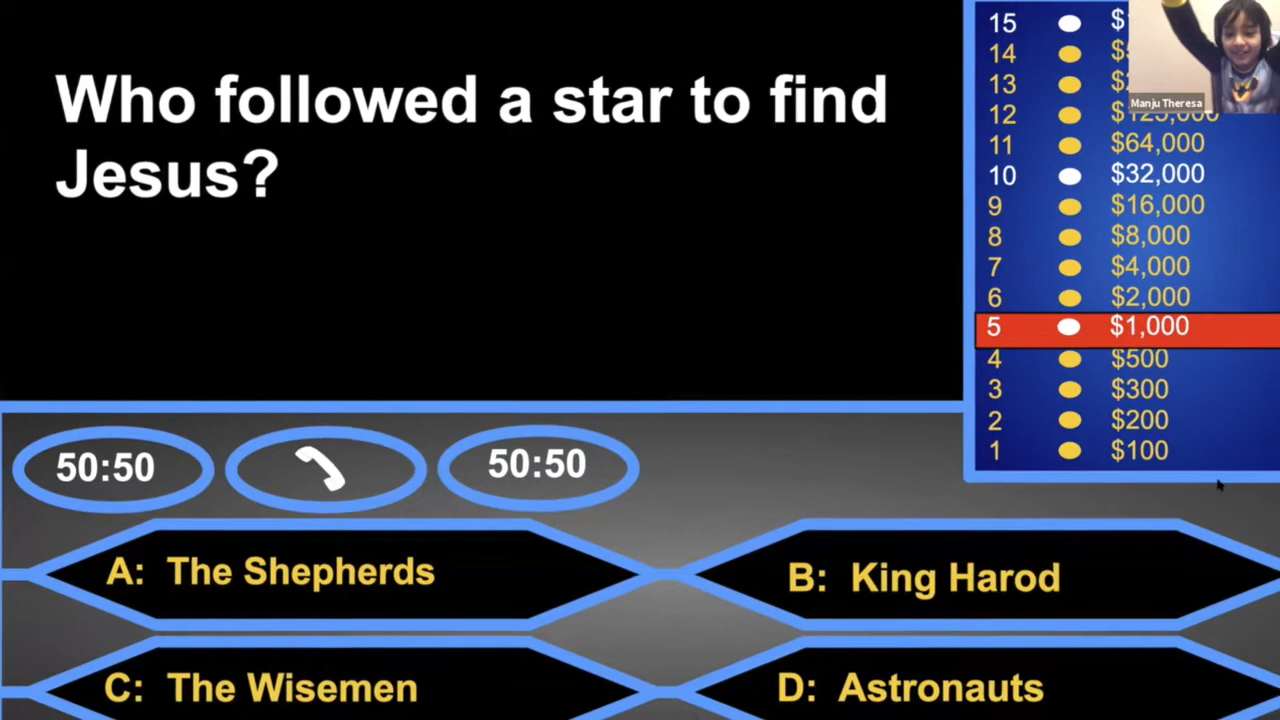 Who followed a star to find
Jesus?
15 $
14 $
13 $
12 $125,000
11 $64,000
10 $32,000
9 $16,000
8 $8,000
7 $4,000
6 $2,000
5 $1,000
4 $500
3 $300
2 $200
1 $100
Manju Theresa
50:50
50:50
A: The Shepherds
B: King Harod
C: The Wisemen
D: Astronauts